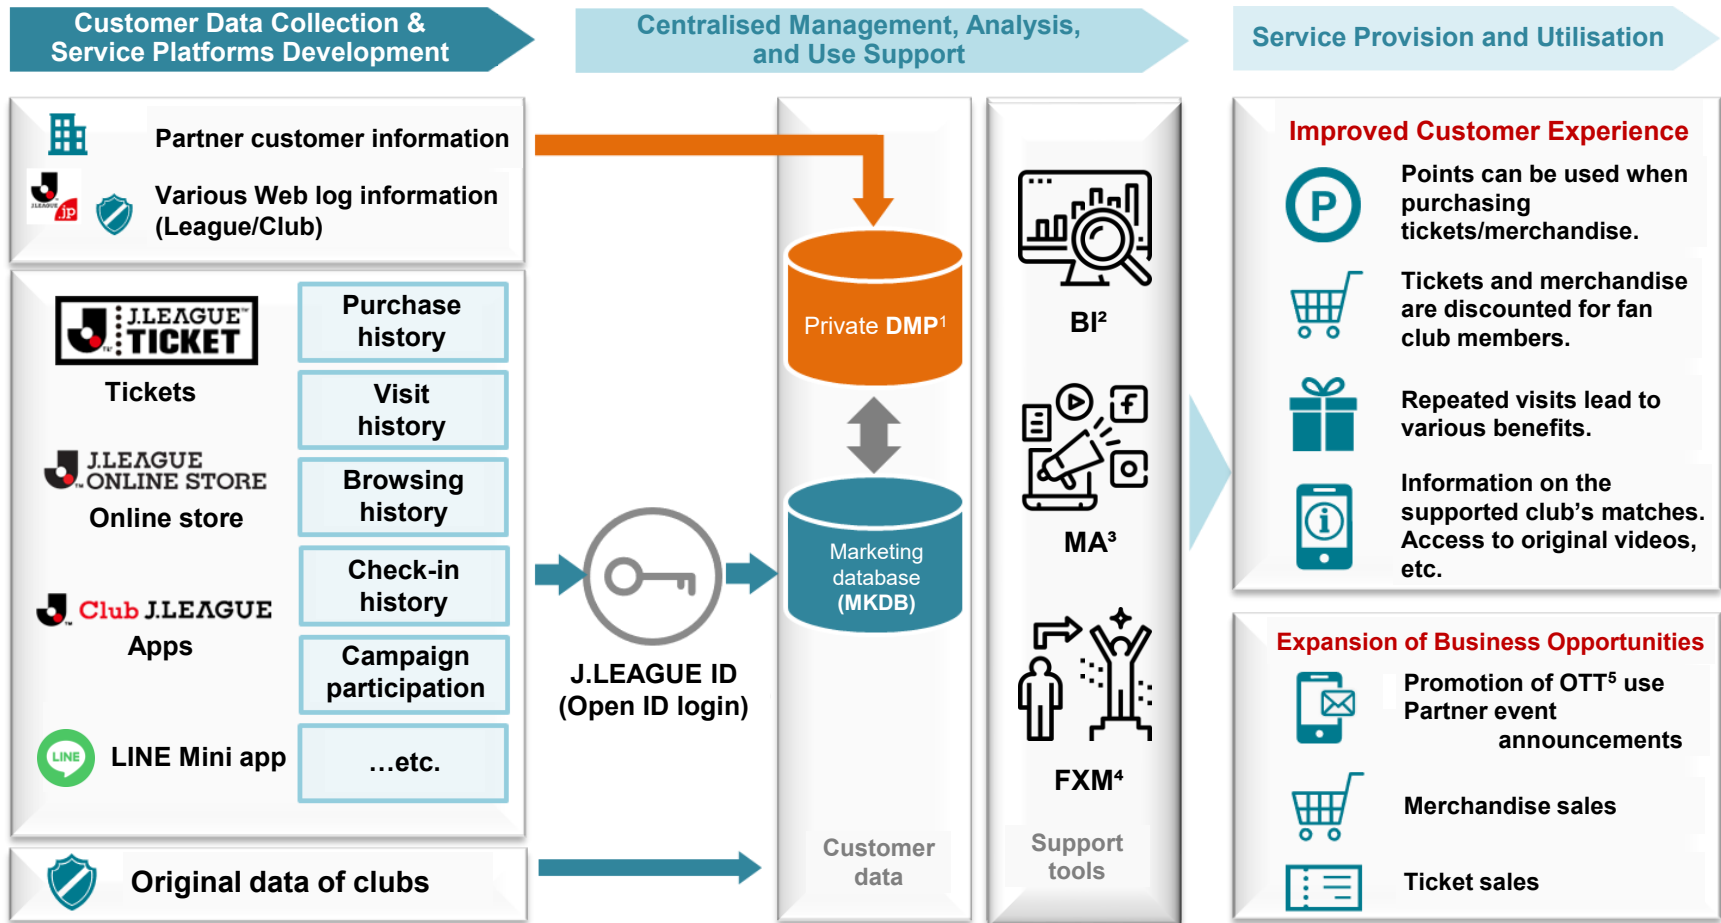 Customer Data Collection &
Service Platforms Development
Centralised Management, Analysis,
and Use Support
Service Provision and Utilisation
Partner customer information
J.LEAGUE
.jp
Various Web log information
(League/Club)
J.LEAGUE™
TICKET
Tickets
J.LEAGUE
ONLINE STORE
Online store
Club J.LEAGUE
Apps
LINE
LINE Mini app
Purchase
history
Visit
history
Browsing
history
Check-in
history
Campaign
participation
...etc.
Original data of clubs
J.LEAGUE ID
(Open ID login)
Private DMP¹
Marketing
database
(MKDB)
Customer
data
BI²
MA³
FXM⁴
Support
tools
Improved Customer Experience
P
Points can be used when
purchasing
tickets/merchandise.
Tickets and merchandise
are discounted for fan
club members.
Repeated visits lead to
various benefits.
Information on the
supported club's matches.
Access to original videos,
etc.
Expansion of Business Opportunities
Promotion of OTT⁵ use
Partner event
announcements
Merchandise sales
Ticket sales